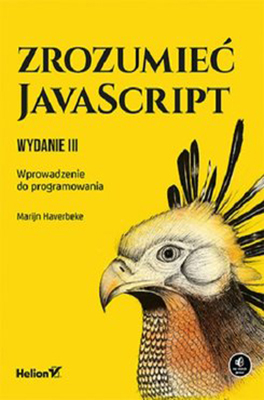 ZROZUMIEĆ
JAVASCRIPT
WYDANIE III
Wprowadzenie
do programowania
Marijn Haverbeke
Helion